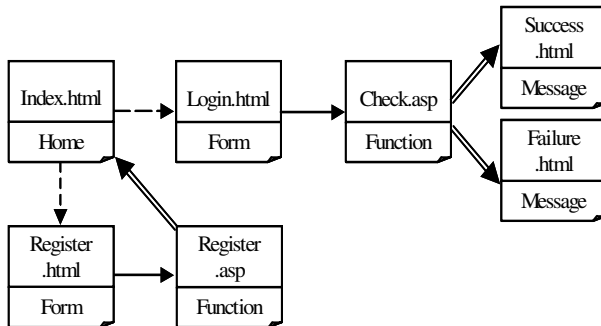 Index.html
Home
Login.html
Form
Check.asp
Function
Success
.html
Message
Failure
.html
Message
Register
.html
Form
Register
.asp
Function